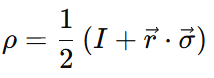 ρ = 1/2 (I + r⃗ · σ⃗)